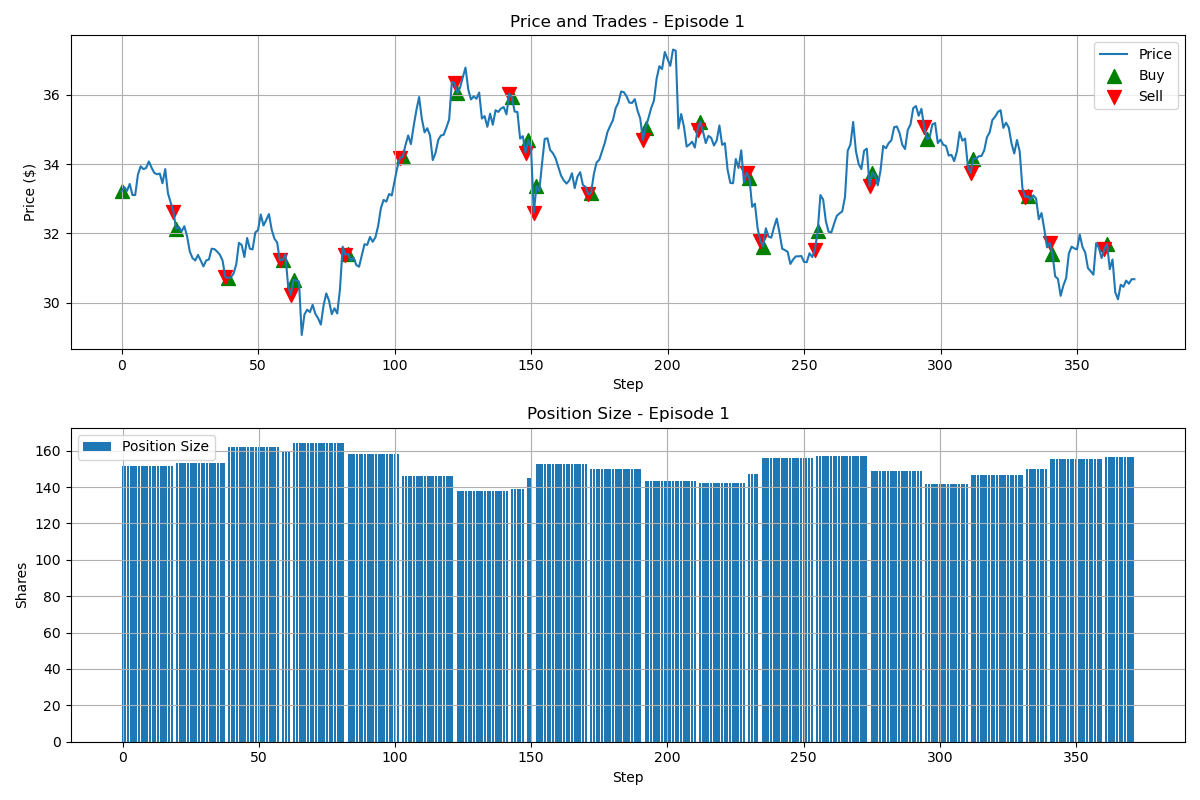 Price and Trades - Episode 1
Price ($)
36
34
32
30
Price
Buy
Sell
0 50 100 150 200 250 300 350
Step
Position Size - Episode 1
Shares
160
140
120
100
80
60
40
20
0
Position Size
0 50 100 150 200 250 300 350
Step